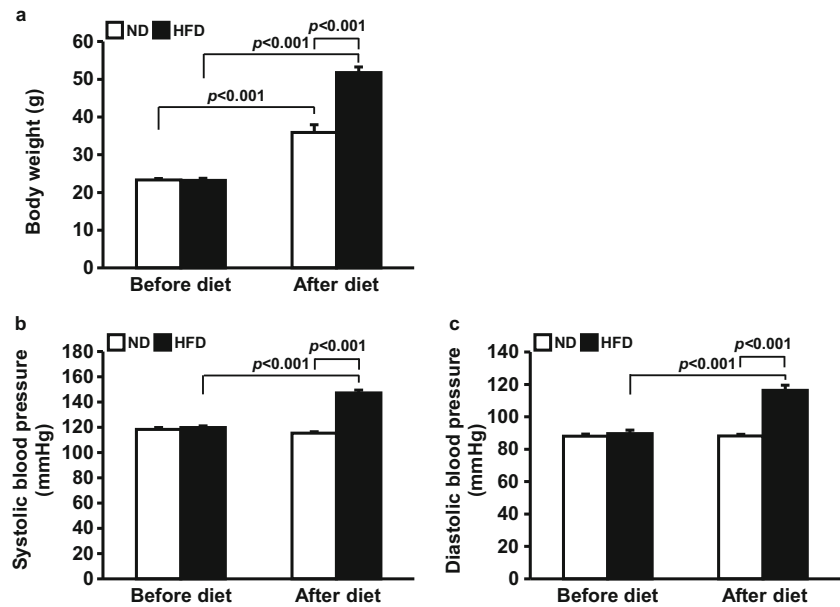 a
ND HFD
p<0.001
p<0.001
p<0.001
Body weight (g)
60
50
40
30
20
10
0
Before diet After diet
b
ND HFD
p<0.001
p<0.001
Systolic blood pressure
(mmHg)
180
160
140
120
100
80
60
40
20
0
Before diet After diet
c
ND HFD
p<0.001
p<0.001
Diastolic blood pressure
(mmHg)
140
120
100
80
60
40
20
0
Before diet After diet